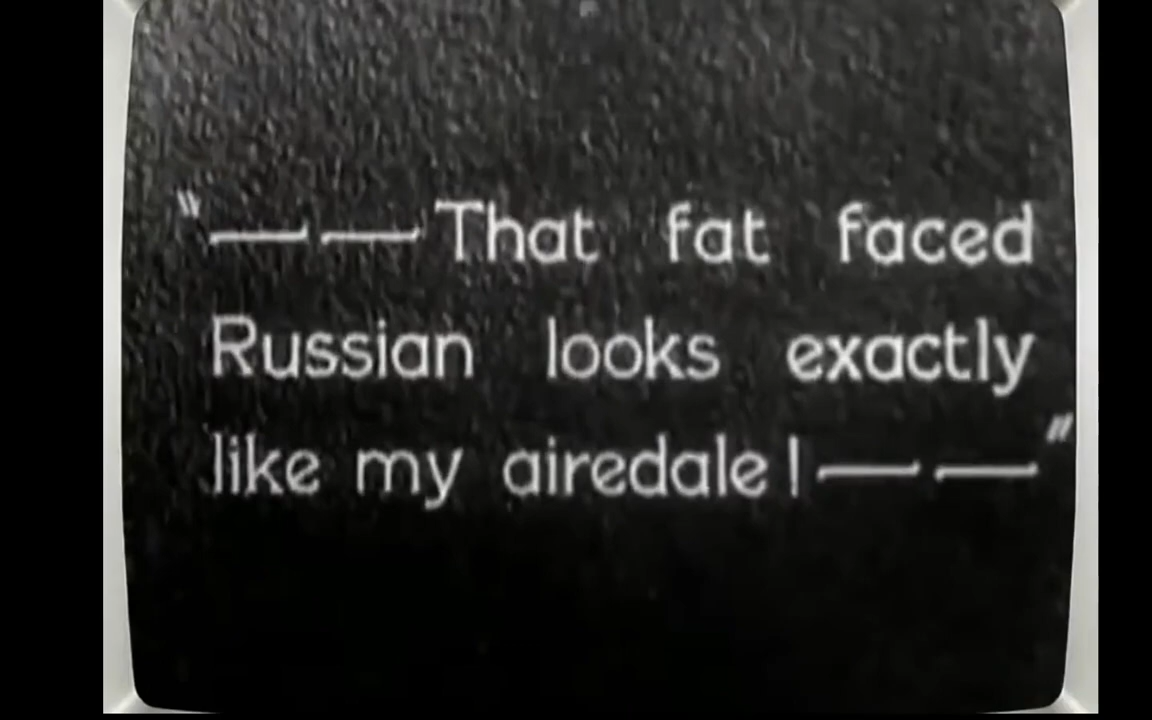 "— — That fat faced
Russian looks exactly
like my airedale! — —"